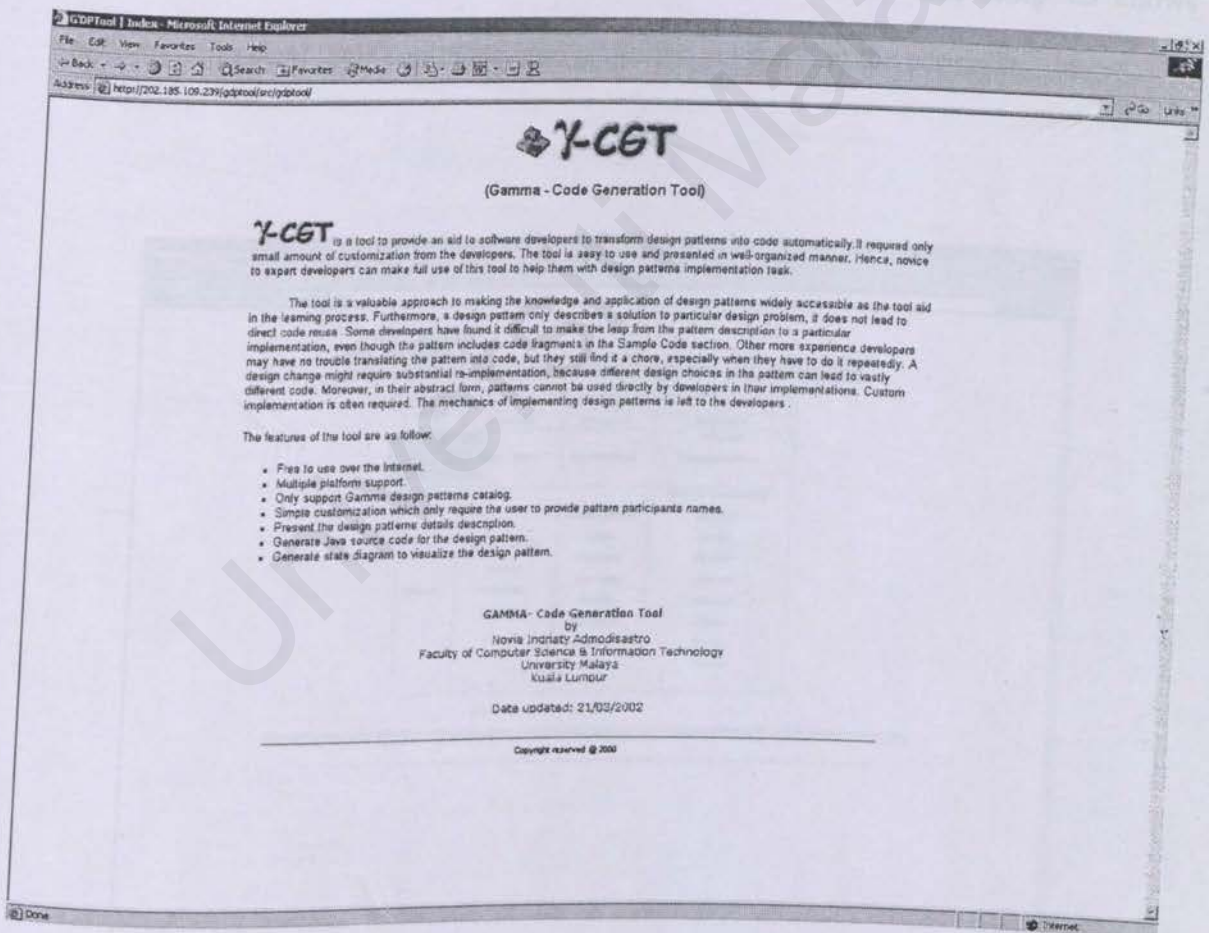 GDPTool | Index - Microsoft Internet Explorer
File Edit View Favorites Tools Help
Back Search Favorites Media
Address http://202.185.109.239/gdptool/src/gdptool/ Go Links
γ-CGT
(Gamma - Code Generation Tool)
γ-CGT is a tool to provide an aid to software developers to transform design patterns into code automatically.It required only
small amount of customization from the developers. The tool is easy to use and presented in well-organized manner. Hence, novice
to expert developers can make full use of this tool to help them with design patterns implementation task.
The tool is a valuable approach to making the knowledge and application of design patterns widely accessible as the tool aid
in the learning process. Furthermore, a design pattern only describes a solution to particular design problem, it does not lead to
direct code reuse. Some developers have found it difficult to make the leap from the pattern description to a particular
implementation, even though the pattern includes code fragments in the Sample Code section. Other more experience developers
may have no trouble translating the pattern into code, but they still find it a chore, especially when they have to do it repeatedly. A
design change might require substantial re-implementation, because different design choices in the pattern can lead to vastly
different code. Moreover, in their abstract form, patterns cannot be used directly by developers in their implementations. Custom
implementation is often required. The mechanics of implementing design patterns is left to the developers .
The features of the tool are as follow:
• Free to use over the Internet.
• Multiple platform support.
• Only support Gamma design patterns catalog.
• Simple customization which only require the user to provide pattern participants names.
• Present the design patterns details description.
• Generate Java source code for the design pattern.
• Generate state diagram to visualize the design pattern.
GAMMA- Code Generation Tool
by
Novia Indriaty Admodisastro
Faculty of Computer Science & Information Technology
University Malaya
Kuala Lumpur
Date updated: 21/03/2002
Copyright reserved @ 2000
Done Internet